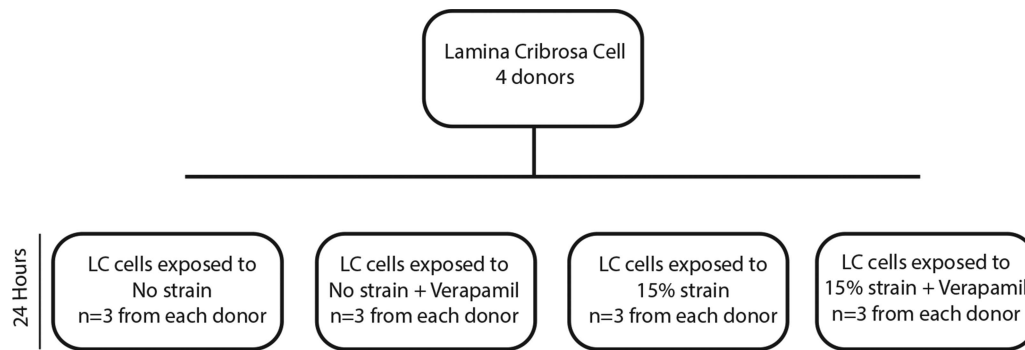 Lamina Cribrosa Cell
4 donors
24 Hours
LC cells exposed to
No strain
n=3 from each donor
LC cells exposed to
No strain + Verapamil
n=3 from each donor
LC cells exposed to
15% strain
n=3 from each donor
LC cells exposed to
15% strain + Verapamil
n=3 from each donor